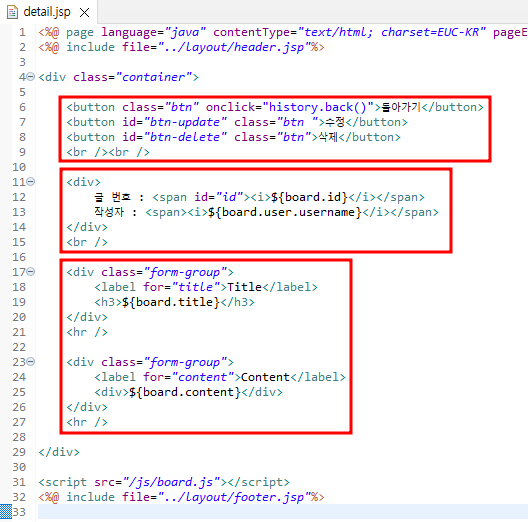 detail.jsp
1 <%@ page language="java" contentType="text/html; charset=EUC-KR" pageE
2 <%@ include file="../layout/header.jsp"%>
3
4 <div class="container">
5
6 <button class="btn" onclick="history.back()">돌아가기</button>
7 <button id="btn-update" class="btn ">수정</button>
8 <button id="btn-delete" class="btn">삭제</button>
9 <br /><br />
10
11 <div>
12 글 번호 : <span id="id"><i>${board.id}</i></span>
13 작성자 : <span><i>${board.user.username}</i></span>
14 </div>
15 <br />
16
17 <div class="form-group">
18 <label for="title">Title</label>
19 <h3>${board.title}</h3>
20 </div>
21 <hr />
22
23 <div class="form-group">
24 <label for="content">Content</label>
25 <div>${board.content}</div>
26 </div>
27 <hr />
28
29 </div>
30
31 <script src="/js/board.js"></script>
32 <%@ include file="../layout/footer.jsp"%>
33